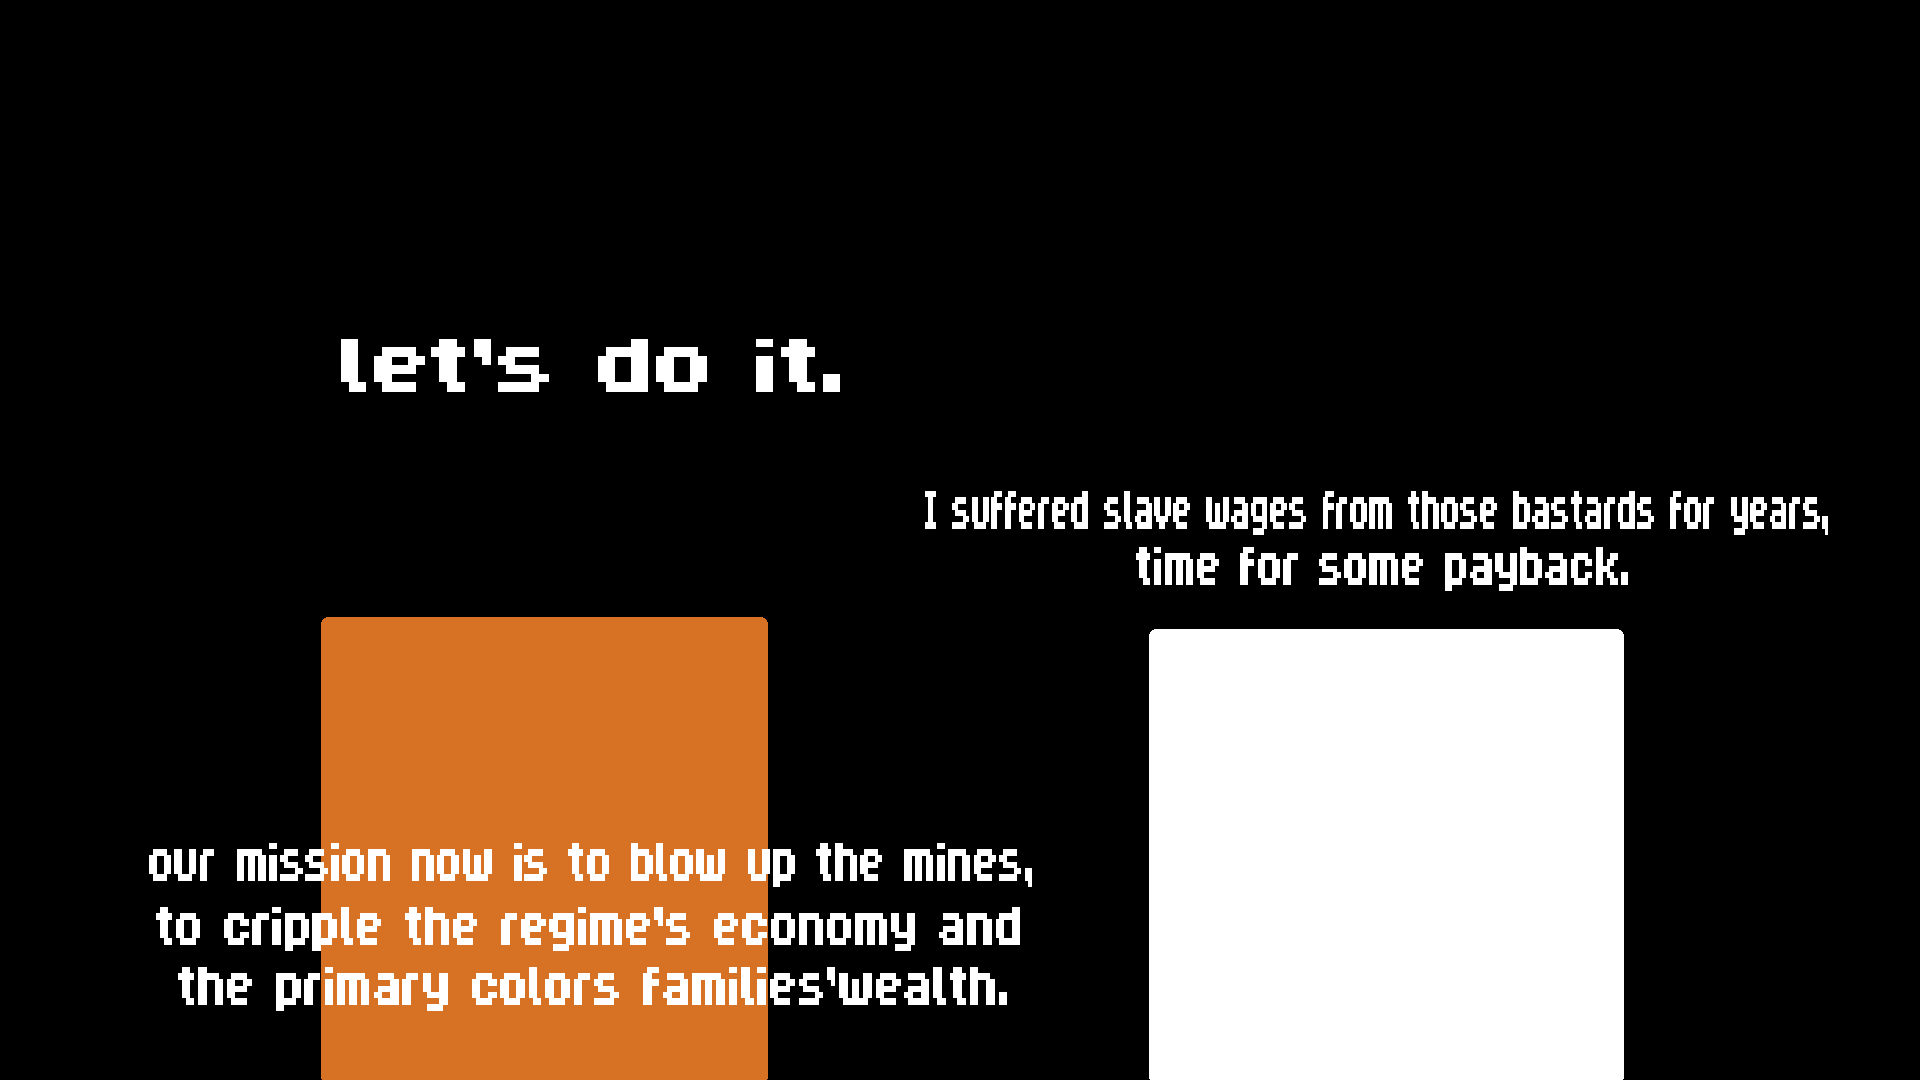 let's do it.
I suffered slave wages from those bastards for years,
time for some payback.
our mission now is to blow up the mines,
to cripple the regime's economy and
the primary colors families'wealth.